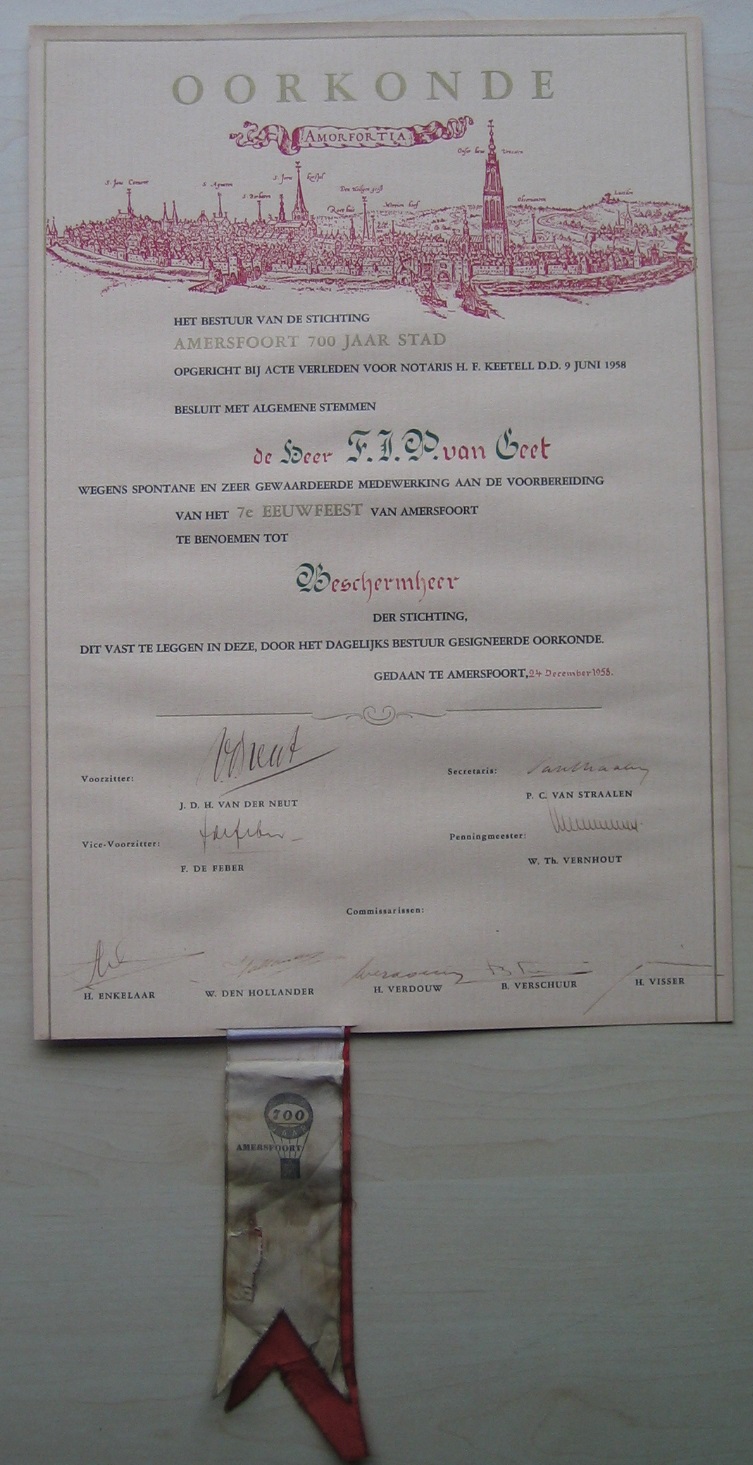 OORKONDE
AMORFORTIA
HET BESTUUR VAN DE STICHTING
AMERSFOORT 700 JAAR STAD
OPGERICHT BIJ ACTE VERLEDEN VOOR NOTARIS H. F. KEETELL D.D. 9 JUNI 1958
BESLUIT MET ALGEMENE STEMMEN
de Heer F.J.P. van Geet
WEGENS SPONTANE EN ZEER GEWAARDEERDE MEDEWERKING AAN DE VOORBEREIDING
VAN HET 7e EEUWFEEST VAN AMERSFOORT
TE BENOEMEN TOT
Beschermheer
DER STICHTING,
DIT VAST TE LEGGEN IN DEZE, DOOR HET DAGELIJKS BESTUUR GESIGNEERDE OORKONDE.
GEDAAN TE AMERSFOORT, 24 December 1958.
Voorzitter:
J. D. H. VAN DER NEUT
Secretaris:
P. C. VAN STRAALEN
Vice-Voorzitter:
F. DE FEBER
Penningmeester:
W. Th. VERNHOUT
Commissarissen:
H. ENKELAAR W. DEN HOLLANDER H. VERDOUW B. VERSCHUUR H. VISSER
700
AMERSFOORT